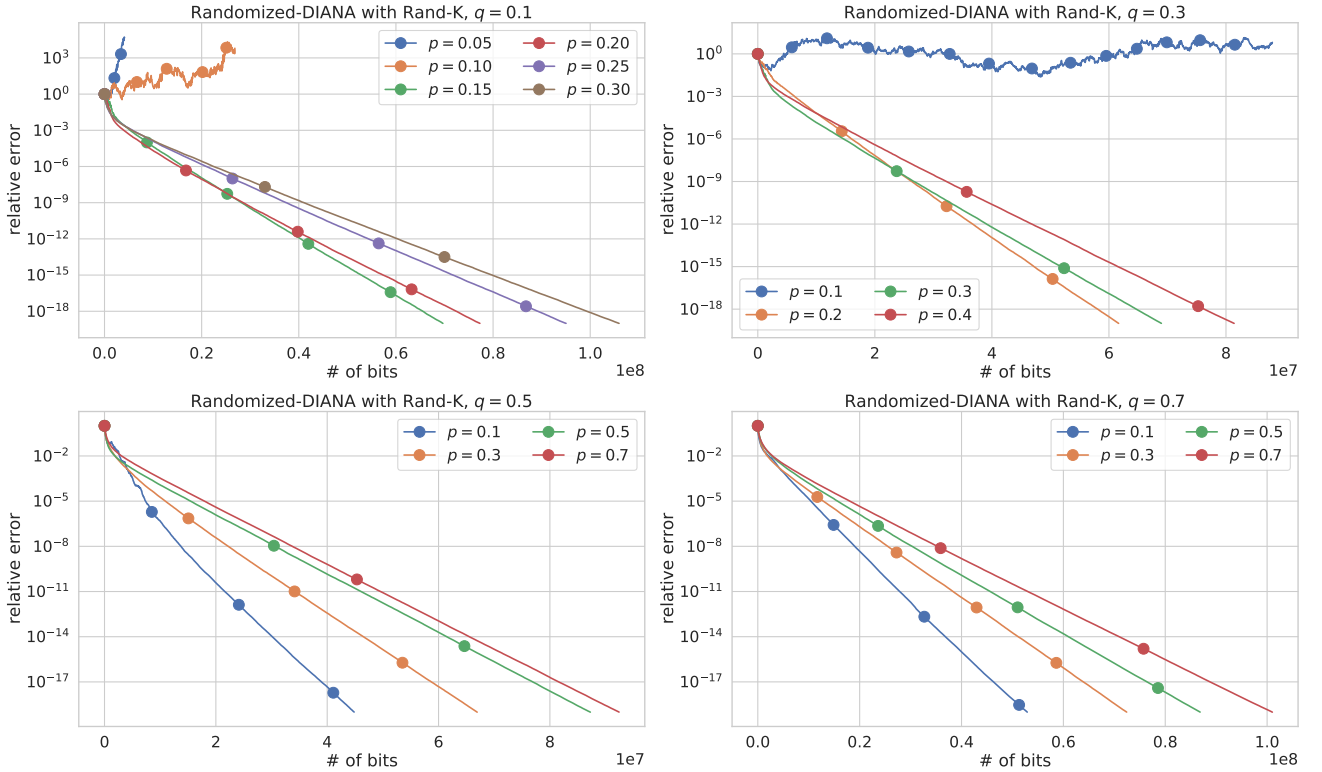 Randomized-DIANA with Rand-K, q = 0.1
relative error
10³
10⁰
10⁻³
10⁻⁶
10⁻⁹
10⁻¹²
10⁻¹⁵
10⁻¹⁸
p = 0.05 p = 0.20
p = 0.10 p = 0.25
p = 0.15 p = 0.30
0.0 0.2 0.4 0.6 0.8 1.0
# of bits 1e8
Randomized-DIANA with Rand-K, q = 0.3
relative error
10⁰
10⁻³
10⁻⁶
10⁻⁹
10⁻¹²
10⁻¹⁵
10⁻¹⁸
p = 0.1 p = 0.3
p = 0.2 p = 0.4
0 2 4 6 8
# of bits 1e7
Randomized-DIANA with Rand-K, q = 0.5
relative error
10⁻²
10⁻⁵
10⁻⁸
10⁻¹¹
10⁻¹⁴
10⁻¹⁷
p = 0.1 p = 0.5
p = 0.3 p = 0.7
0 2 4 6 8
# of bits 1e7
Randomized-DIANA with Rand-K, q = 0.7
relative error
10⁻²
10⁻⁵
10⁻⁸
10⁻¹¹
10⁻¹⁴
10⁻¹⁷
p = 0.1 p = 0.5
p = 0.3 p = 0.7
0.0 0.2 0.4 0.6 0.8 1.0
# of bits 1e8